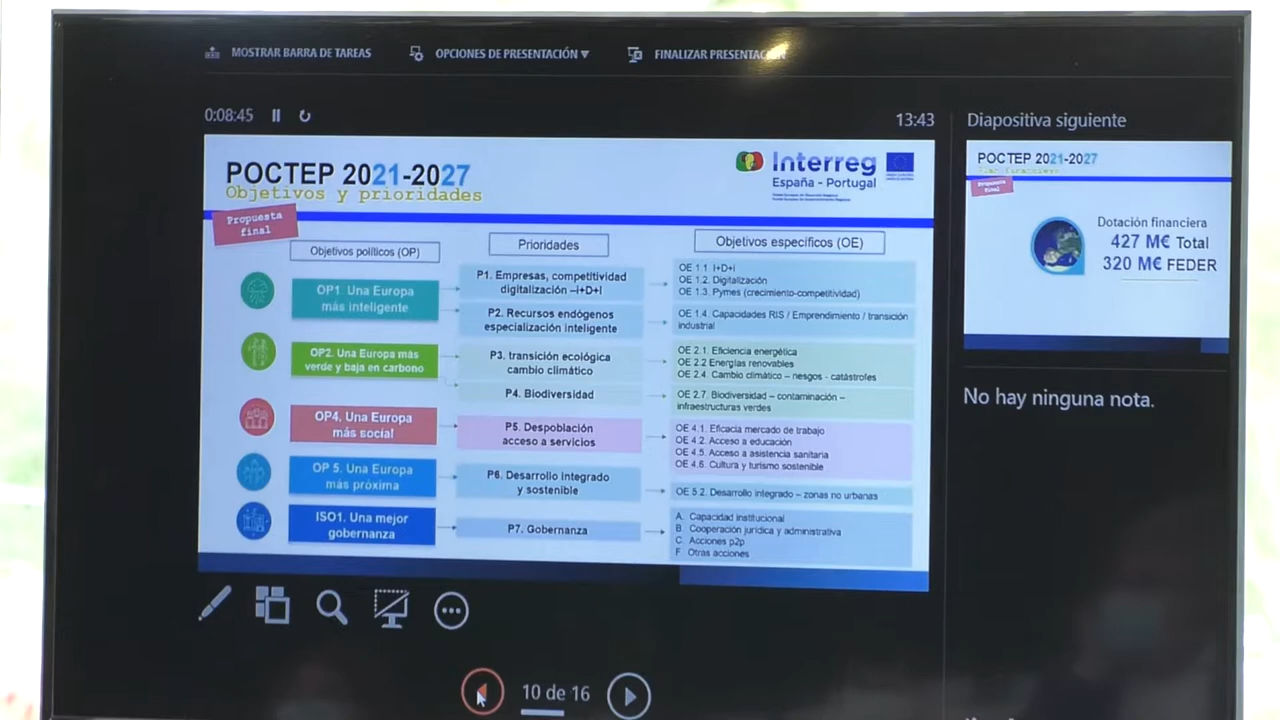 MOSTRAR BARRA DE TAREAS
OPCIONES DE PRESENTACIÓN
FINALIZAR
0:08:45
13:43
POCTEP 2021-2027
Objetivos y prioridades
Interreg
España - Portugal
Propuesta
final
Objetivos políticos (OP)
Prioridades
Objetivos específicos (OE)
OP1. Una Europa
más inteligente
P1. Empresas, competividad
digitalización –I+D+I
OE 1.1 I+D+i
OE 1.2. Digitalización
OE 1.3. Pymes (crecimiento-competividad)
P2. Recursos endógenos
especialización inteligente
OE 1.4. Capacidades RIS / Emprendimiento / transición
industrial
OP2. Una Europa más
verde y baja en carbono
P3. transición ecológica
cambio climático
OE 2.1. Eficiencia energética
OE 2.2 Energías renovables
OE 2.4. Cambio climático – riesgos - catástrofes
P4. Biodiversidad
OE 2.7. Biodiversidad – contaminación –
infraestructuras verdes
OP4. Una Europa
más social
P5. Despoblación
acceso a servicios
OE 4.1. Eficacia mercado de trabajo
OE 4.2. Acceso a educación
OE 4.5. Acceso a asistencia sanitaria
OE 4.6. Cultura y turismo sostenible
OP 5. Una Europa
más próxima
P6. Desarrollo integrado
y sostenible
OE 5.2. Desarrollo integrado – zonas no urbanas
ISO1. Una mejor
gobernanza
P7. Gobernanza
A. Capacidad institucional
B. Cooperación jurídica y administrativa
C. Acciones p2p
F. Otras acciones
10 de 16
Diapositiva siguiente
POCTEP 2021-2027
Plan financiero
Propuesta
final
Dotación financiera
427 M€ Total
320 M€ FEDER
No hay ninguna nota.